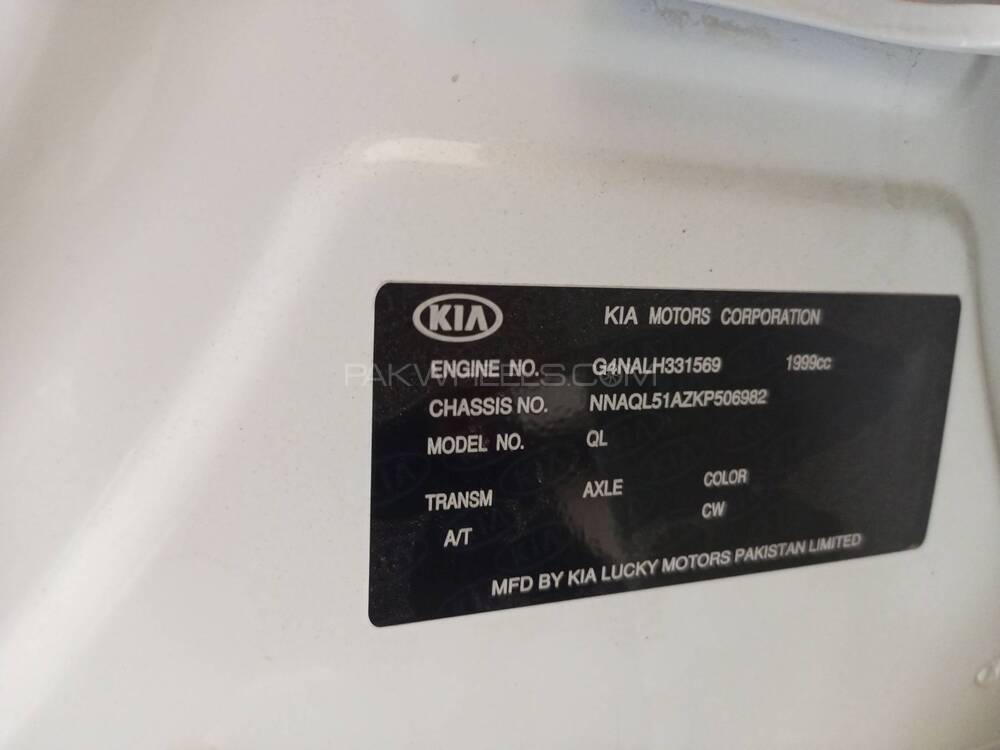 KIA KIA MOTORS CORPORATION
ENGINE NO. G4NALH331569 1999cc
PAKWHEELS.COM
CHASSIS NO. NNAQL51AZKP506982
MODEL NO. QL
TRANSM AXLE COLOR
A/T CW
MFD BY KIA LUCKY MOTORS PAKISTAN LIMITED